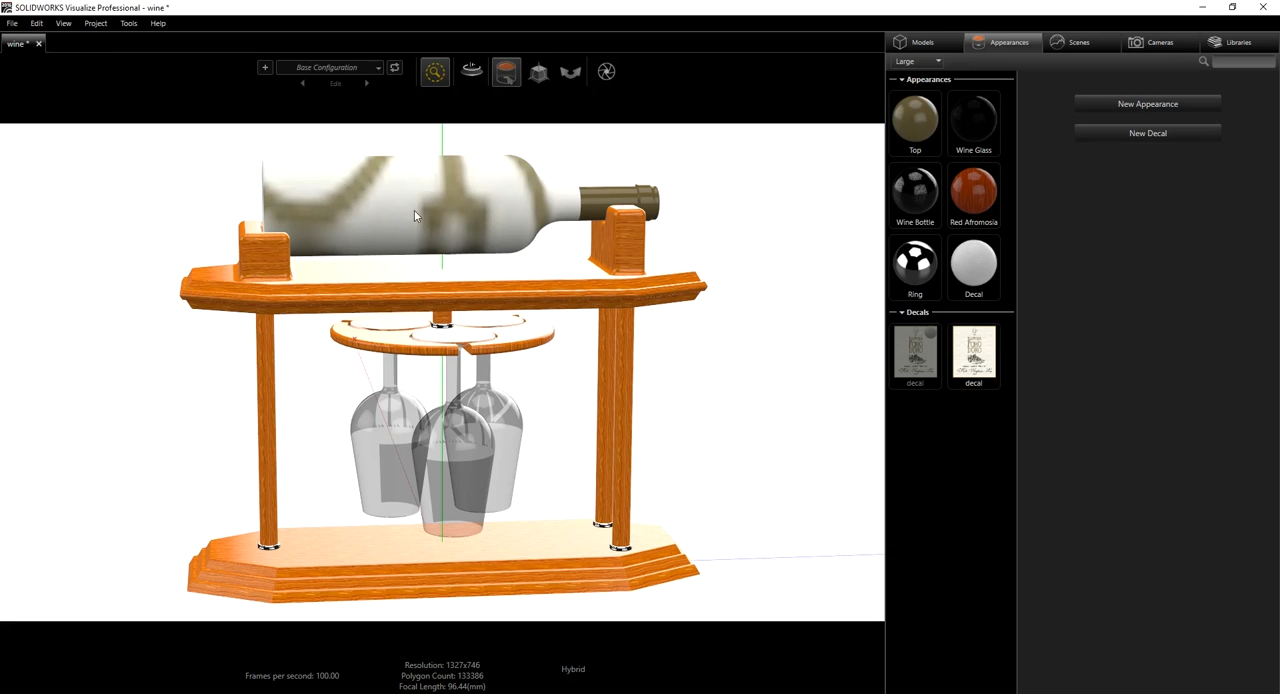 SOLIDWORKS Visualize Professional - wine *
File Edit View Project Tools Help
wine *
Base Configuration
Edit
Models Appearances Scenes Cameras Libraries
Large
Appearances
Top Wine Glass
Wine Bottle Red Afromosia
Ring Decal
Decals
decal decal
New Appearance
New Decal
Frames per second: 100.00
Resolution: 1327x746
Polygon Count: 133386
Focal Length: 96.44(mm)
Hybrid